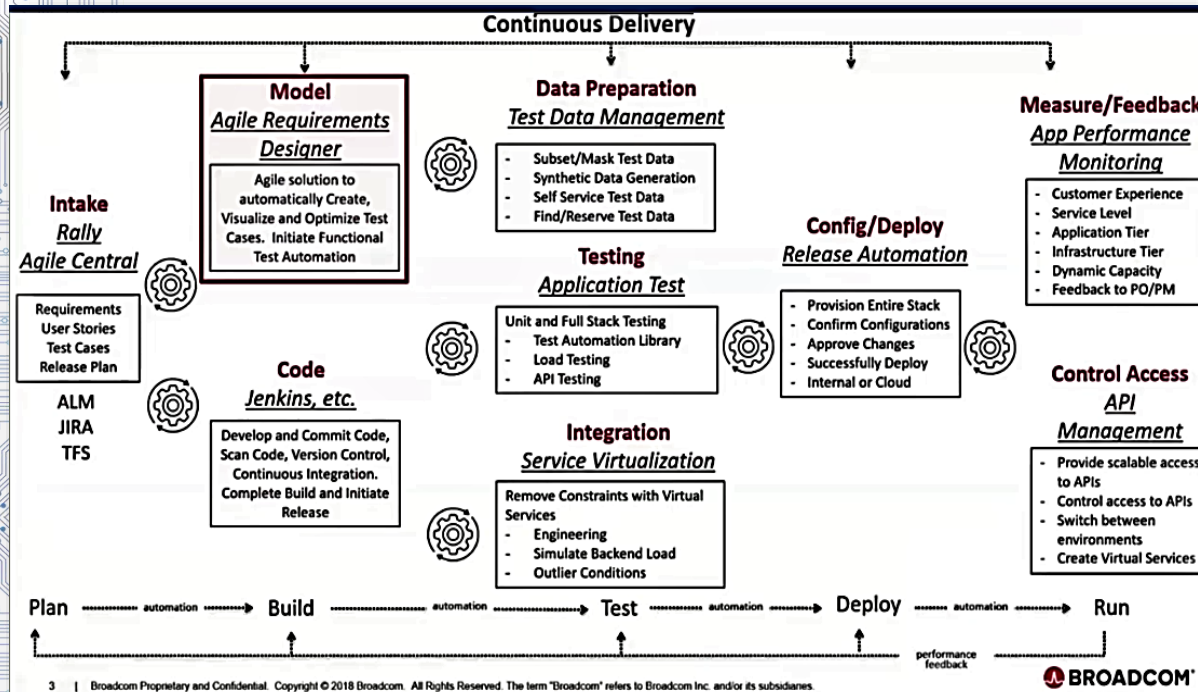 Continuous Delivery
Intake
Rally
Agile Central
Requirements
User Stories
Test Cases
Release Plan
ALM
JIRA
TFS
Model
Agile Requirements
Designer
Agile solution to
automatically Create,
Visualize and Optimize Test
Cases. Initiate Functional
Test Automation
Code
Jenkins, etc.
Develop and Commit Code,
Scan Code, Version Control,
Continuous Integration.
Complete Build and Initiate
Release
Data Preparation
Test Data Management
- Subset/Mask Test Data
- Synthetic Data Generation
- Self Service Test Data
- Find/Reserve Test Data
Testing
Application Test
Unit and Full Stack Testing
- Test Automation Library
- Load Testing
- API Testing
Integration
Service Virtualization
Remove Constraints with Virtual
Services
- Engineering
- Simulate Backend Load
- Outlier Conditions
Config/Deploy
Release Automation
- Provision Entire Stack
- Confirm Configurations
- Approve Changes
- Successfully Deploy
- Internal or Cloud
Measure/Feedback
App Performance
Monitoring
- Customer Experience
- Service Level
- Application Tier
- Infrastructure Tier
- Dynamic Capacity
- Feedback to PO/PM
Control Access
API
Management
- Provide scalable access
to APIs
- Control access to APIs
- Switch between
environments
- Create Virtual Services
Plan automation Build automation Test automation Deploy automation Run
performance
feedback
3 | Broadcom Proprietary and Confidential. Copyright © 2018 Broadcom. All Rights Reserved. The term "Broadcom" refers to Broadcom Inc. and/or its subsidiaries.
BROADCOM